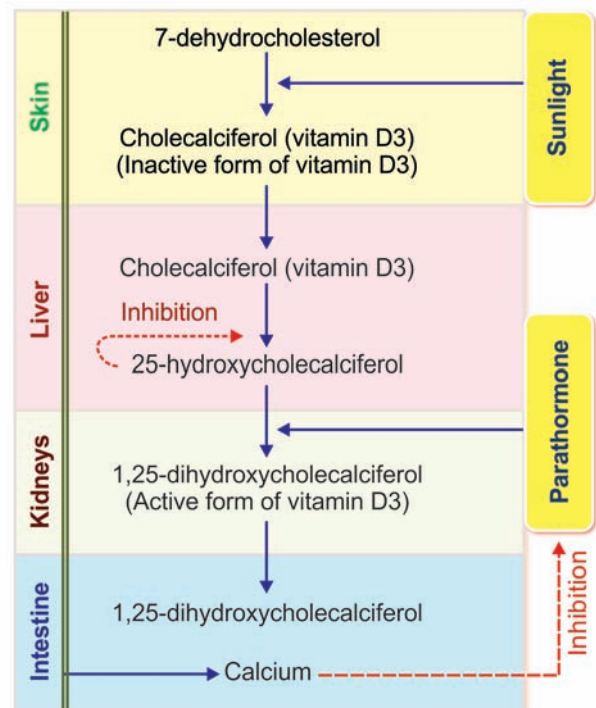 7-dehydrocholesterol
Skin
Sunlight
Cholecalciferol (vitamin D3)
(Inactive form of vitamin D3)
Cholecalciferol (vitamin D3)
Liver
Inhibition
25-hydroxycholecalciferol
Parathormone
Kidneys
1,25-dihydroxycholecalciferol
(Active form of vitamin D3)
Intestine
1,25-dihydroxycholecalciferol
Calcium
Inhibition